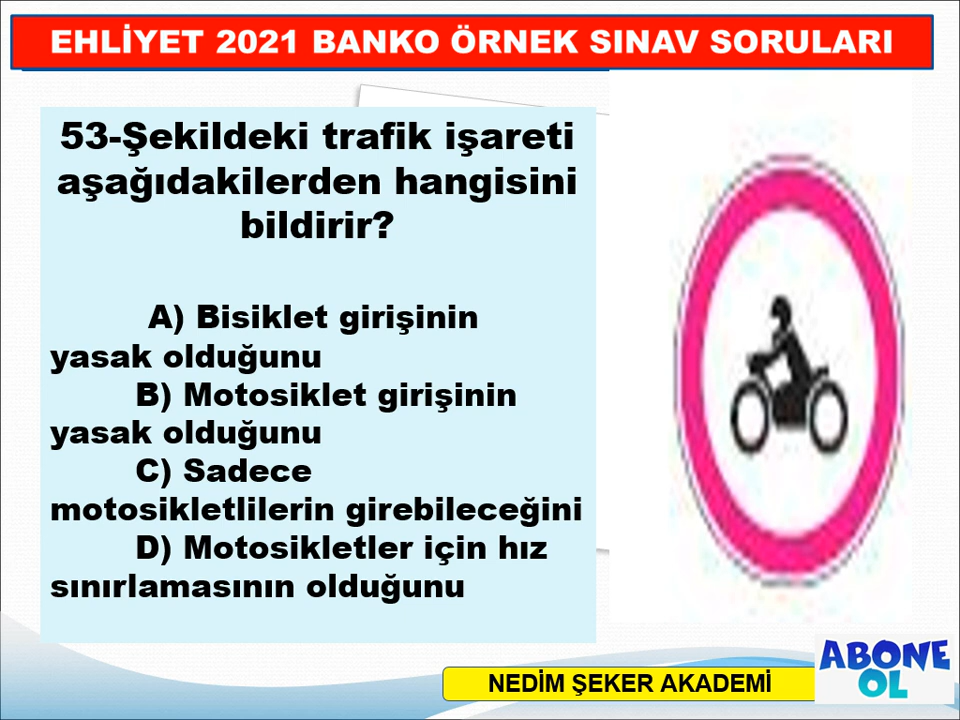 EHLİYET 2021 BANKO ÖRNEK SINAV SORULARI
53-Şekildeki trafik işareti
aşağıdakilerden hangisini
bildirir?
A) Bisiklet girişinin
yasak olduğunu
B) Motosiklet girişinin
yasak olduğunu
C) Sadece
motosikletlilerin girebileceğini
D) Motosikletler için hız
sınırlamasının olduğunu
NEDİM ŞEKER AKADEMİ
ABONE
OL